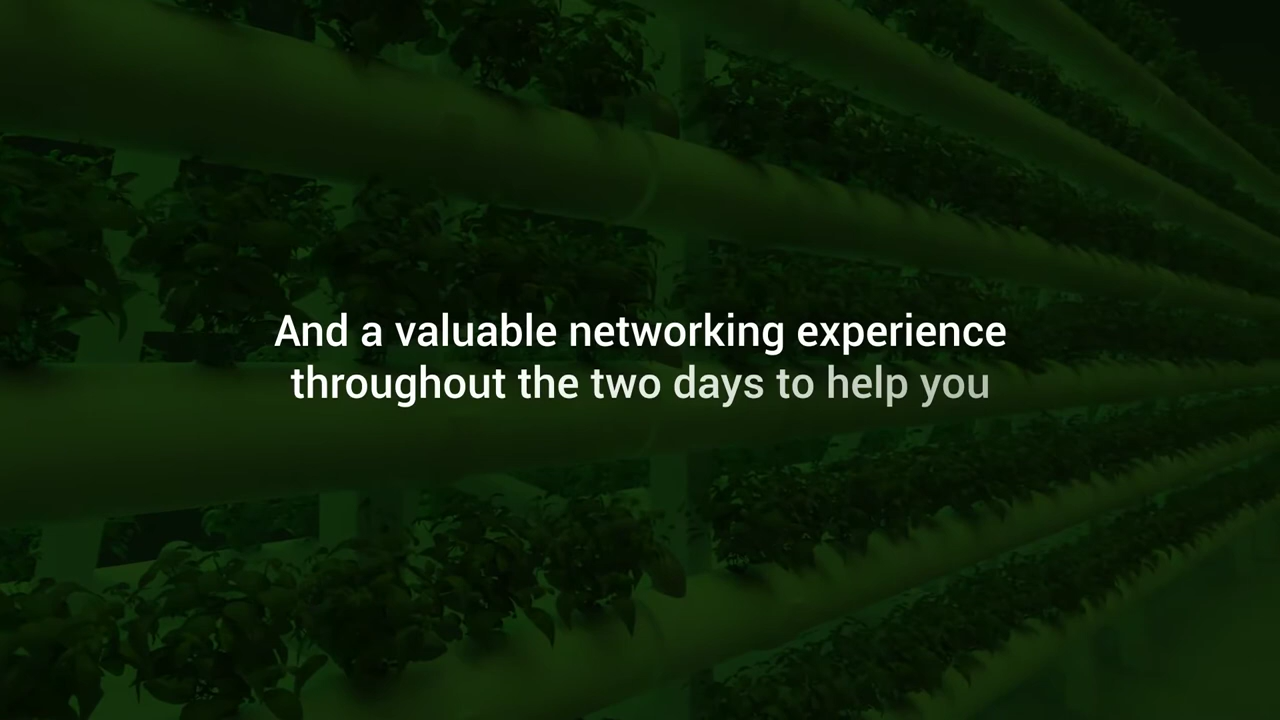 And a valuable networking experience
throughout the two days to help you